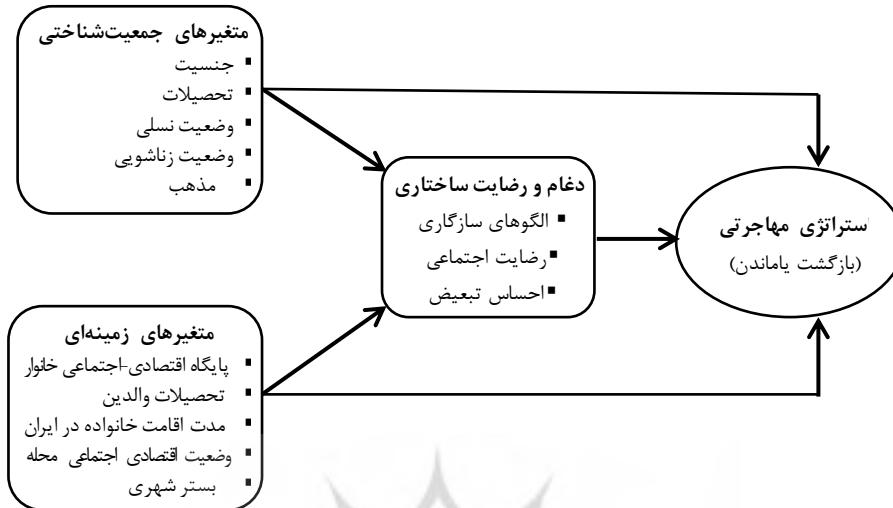 متغیرهای جمعیت‌شناختی
▪ جنسیت
▪ تحصیلات
▪ وضعیت نسلی
▪ وضعیت زناشویی
▪ مذهب
دغام و رضایت ساختاری
▪ الگوهای سازگاری
▪ رضایت اجتماعی
▪ احساس تبعیض
ستراتژی مهاجرتی
(بازگشت یاماندن)
متغیرهای زمینه‌ای
▪ پایگاه اقتصادی-اجتماعی خانوار
▪ تحصیلات والدین
▪ مدت اقامت خانواده در ایران
▪ وضعیت اقتصادی اجتماعی محله
▪ بستر شهری